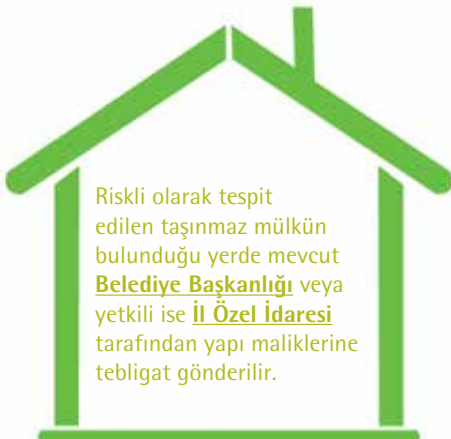 Riskli olarak tespit
edilen taşınmaz mülkün
bulunduğu yerde mevcut
Belediye Başkanlığı veya
yetkili ise İl Özel İdaresi
tarafından yapı maliklerine
tebligat gönderilir.